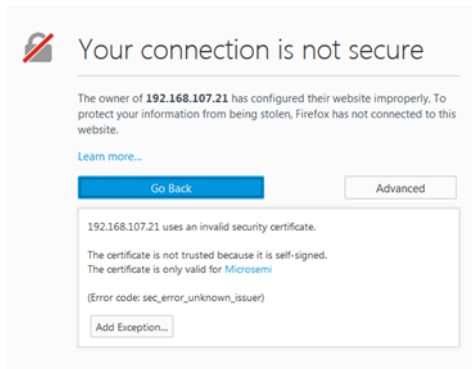 Your connection is not secure
The owner of 192.168.107.21 has configured their website improperly. To
protect your information from being stolen, Firefox has not connected to this
website.
Learn more...
Go Back
Advanced
192.168.107.21 uses an invalid security certificate.
The certificate is not trusted because it is self-signed.
The certificate is only valid for Microsemi
(Error code: sec_error_unknown_issuer)
Add Exception...